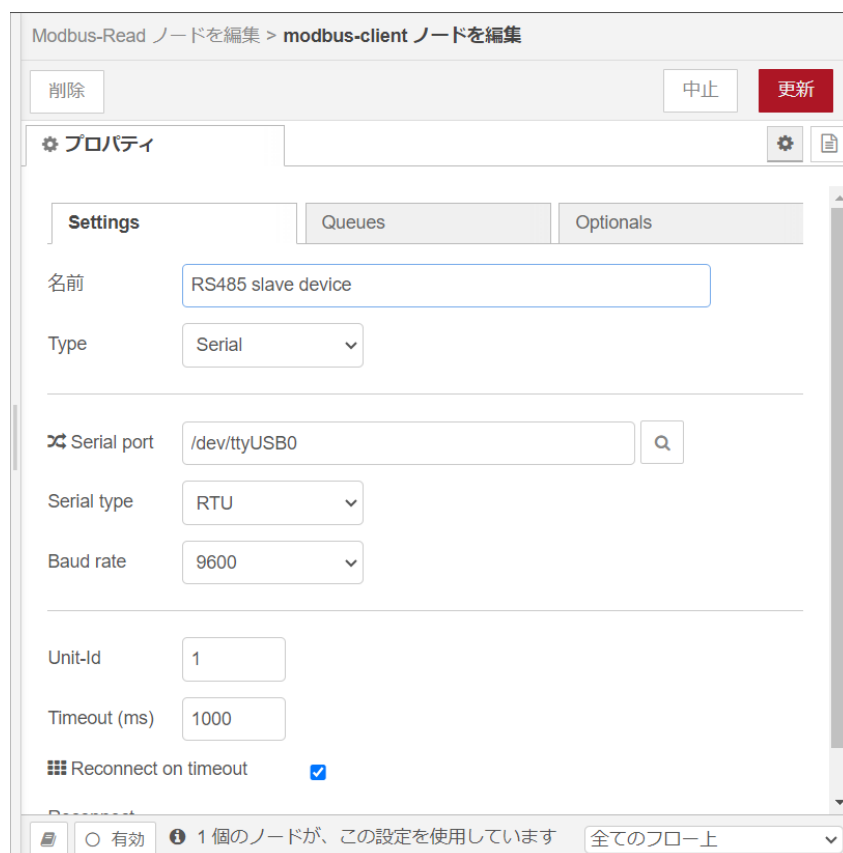 Modbus-Read ノードを編集 > modbus-client ノードを編集
削除 中止 更新
プロパティ
Settings Queues Optionals
名前 RS485 slave device
Type Serial
Serial port /dev/ttyUSB0
Serial type RTU
Baud rate 9600
Unit-Id 1
Timeout (ms) 1000
Reconnect on timeout
有効 1 個のノードが、この設定を使用しています 全てのフロー上